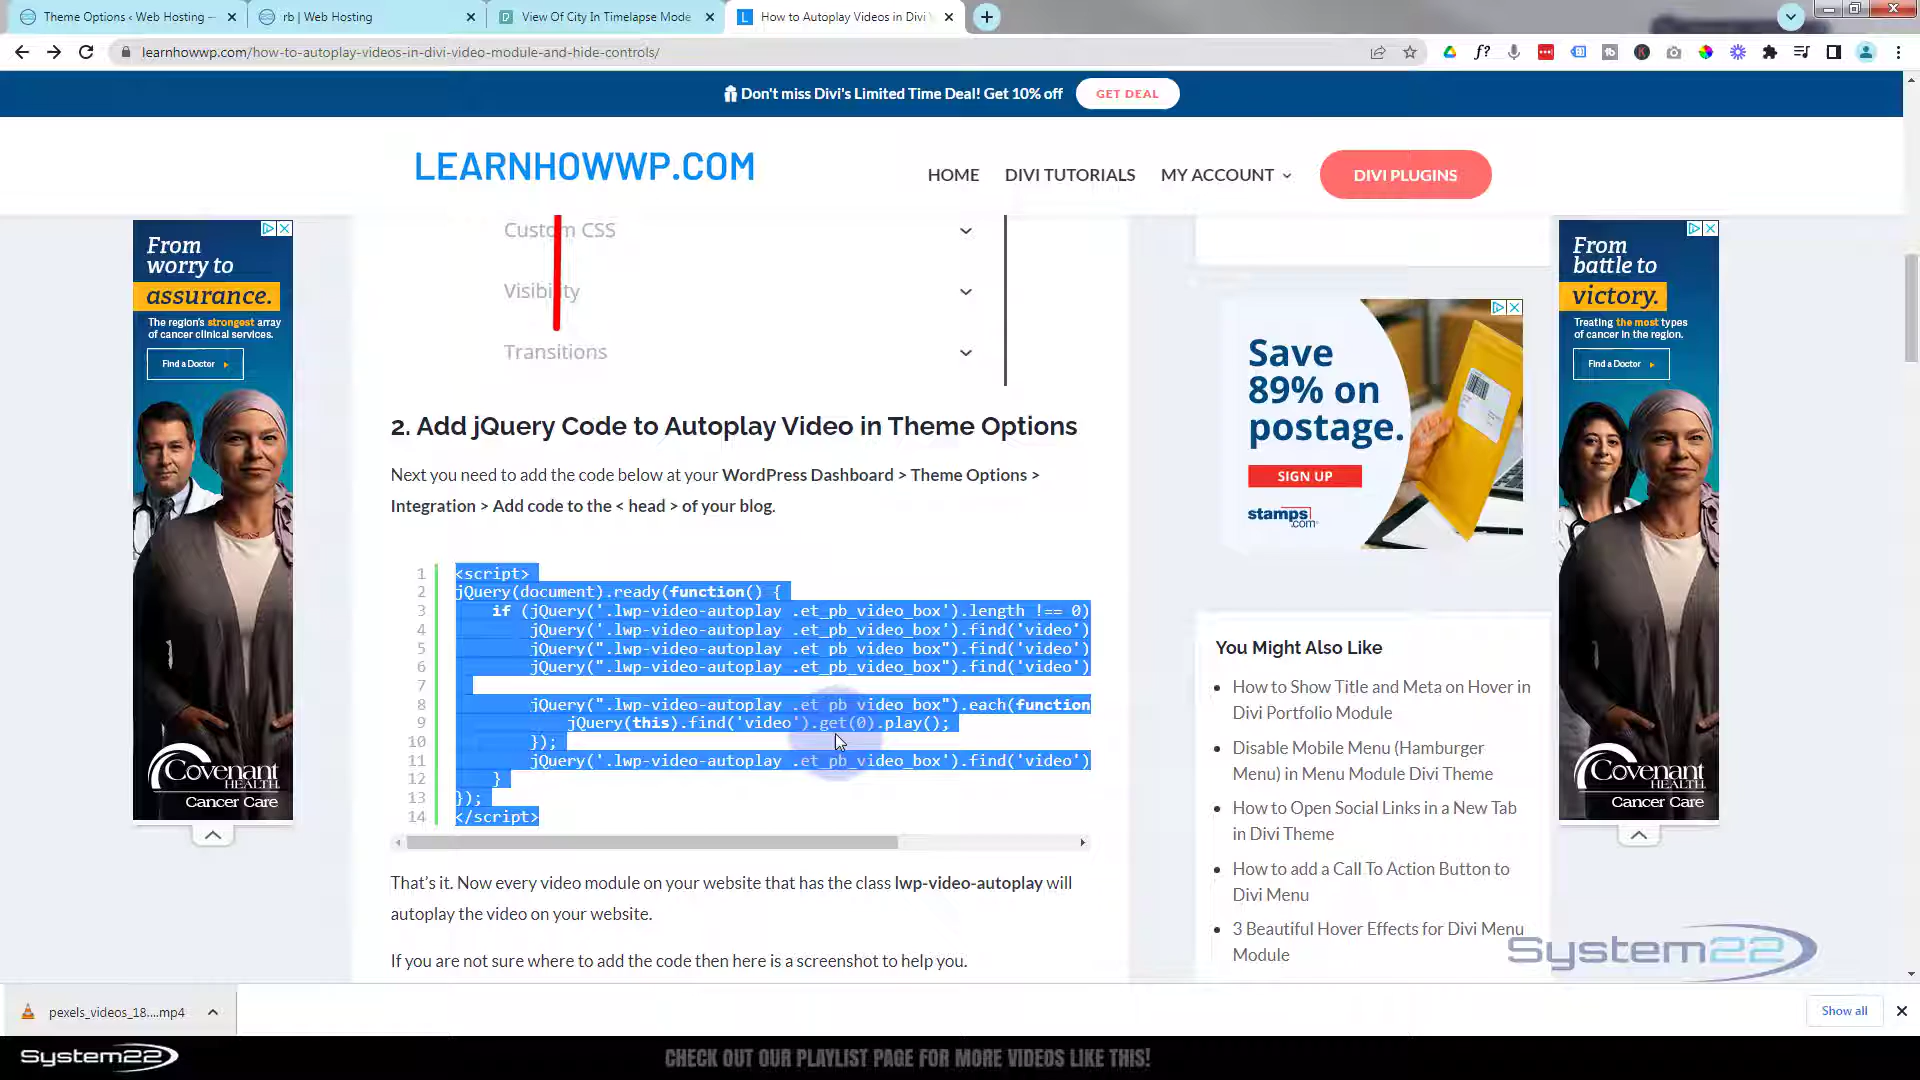 Theme Options ‹ Web Hosting —
rb | Web Hosting
View Of City In Timelapse Mode
How to Autoplay Videos in Divi
learnhowwp.com/how-to-autoplay-videos-in-divi-video-module-and-hide-controls/
Don't miss Divi's Limited Time Deal! Get 10% off
GET DEAL
LEARNHOWWP.COM
HOME
DIVI TUTORIALS
MY ACCOUNT
DIVI PLUGINS
From
worry to
assurance.
The region's strongest array
of cancer clinical services.
Find a Doctor
Covenant
HEALTH
Cancer Care
Custom CSS
Visibility
Transitions
2. Add jQuery Code to Autoplay Video in Theme Options
Next you need to add the code below at your WordPress Dashboard > Theme Options >
Integration > Add code to the < head > of your blog.
1 <script>
2 jQuery(document).ready(function() {
3 if (jQuery('.lwp-video-autoplay .et_pb_video_box').length !== 0)
4 jQuery('.lwp-video-autoplay .et_pb_video_box').find('video')
5 jQuery(".lwp-video-autoplay .et_pb_video_box").find('video')
6 jQuery(".lwp-video-autoplay .et_pb_video_box").find('video')
7
8 jQuery(".lwp-video-autoplay .et_pb_video_box").each(function
9 jQuery(this).find('video').get(0).play();
10 });
11 jQuery('.lwp-video-autoplay .et_pb_video_box').find('video')
12 }
13 });
14 </script>
That's it. Now every video module on your website that has the class lwp-video-autoplay will
autoplay the video on your website.
If you are not sure where to add the code then here is a screenshot to help you.
Save
89% on
postage.
SIGN UP
stamps.com
You Might Also Like
How to Show Title and Meta on Hover in
Divi Portfolio Module
Disable Mobile Menu (Hamburger
Menu) in Menu Module Divi Theme
How to Open Social Links in a New Tab
in Divi Theme
How to add a Call To Action Button to
Divi Menu
3 Beautiful Hover Effects for Divi Menu
Module
From
battle to
victory.
Treating the most types
of cancer in the region.
Find a Doctor
Covenant
HEALTH
Cancer Care
System22
pexels_videos_18....mp4
Show all
System22
CHECK OUT OUR PLAYLIST PAGE FOR MORE VIDEOS LIKE THIS!